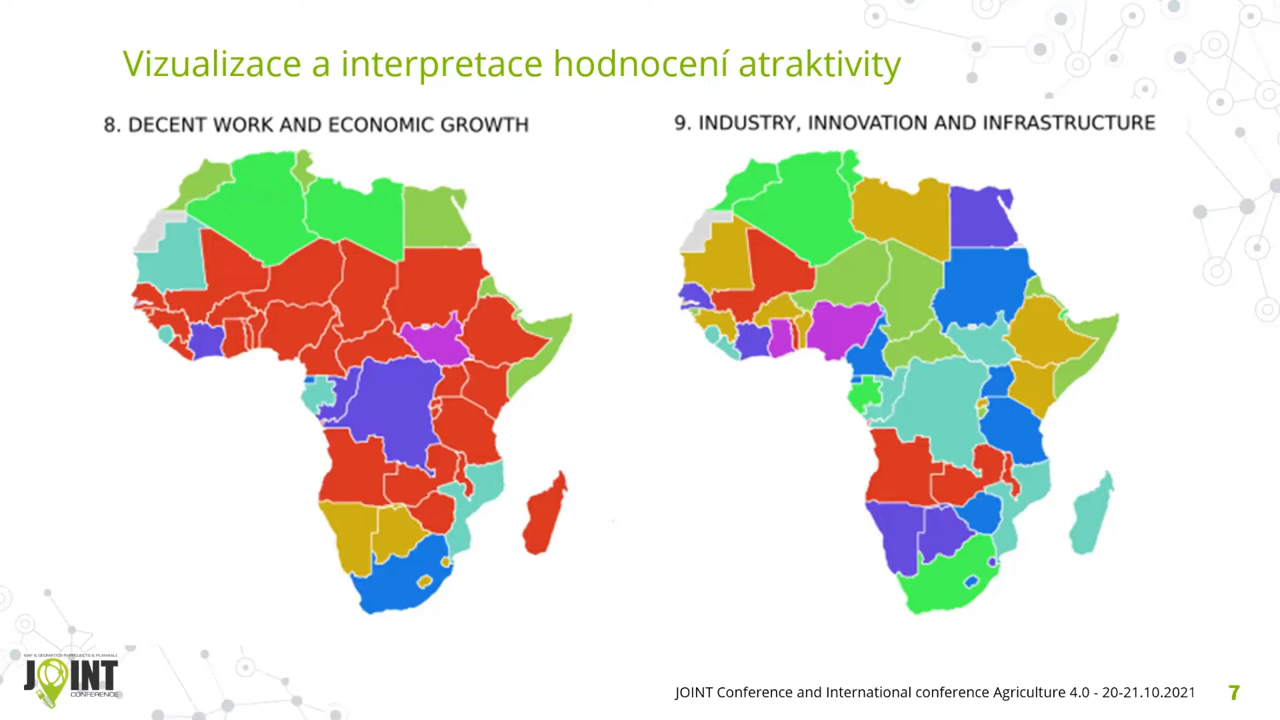 Vizualizace a interpretace hodnocení atraktivity
8. DECENT WORK AND ECONOMIC GROWTH
9. INDUSTRY, INNOVATION AND INFRASTRUCTURE
JOINT
CONFERENCE
JOINT Conference and International conference Agriculture 4.0 - 20-21.10.2021
7